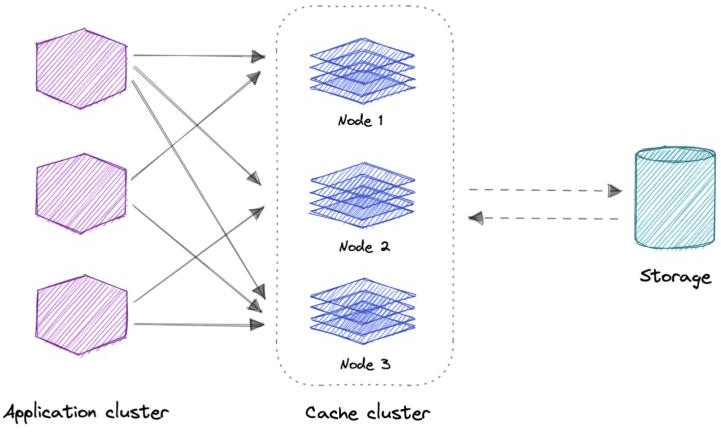 Node 1
Node 2
Storage
Node 3
Application cluster
Cache cluster